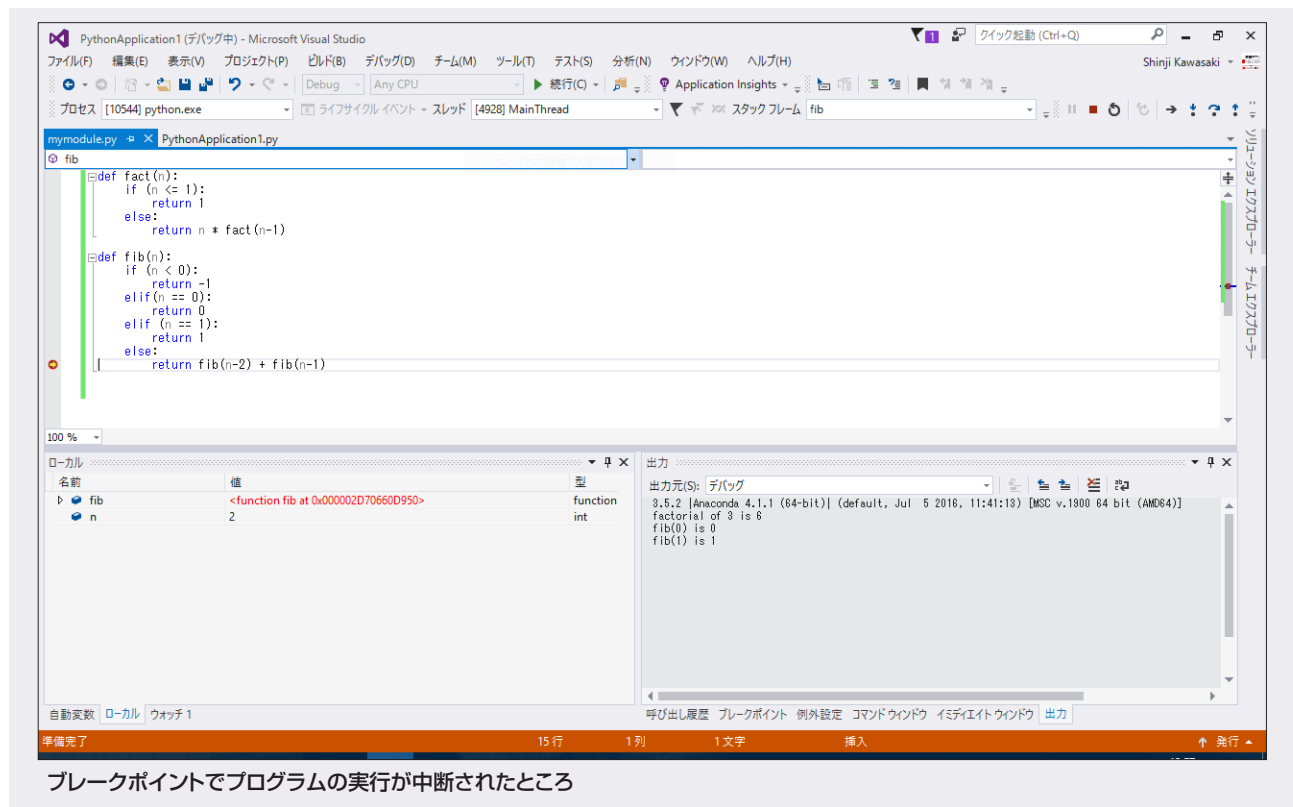 PythonApplication1 (デバッグ中) - Microsoft Visual Studio
1
クイック起動 (Ctrl+Q)
ファイル(F) 編集(E) 表示(V) プロジェクト(P) ビルド(B) デバッグ(D) チーム(M) ツール(T) テスト(S) 分析(N) ウィンドウ(W) ヘルプ(H) Shinji Kawasaki
Debug Any CPU 続行(C) Application Insights
プロセス [10544] python.exe ライフサイクル イベント スレッド [4928] MainThread スタック フレーム fib
mymodule.py PythonApplication1.py
fib
def fact(n):
if (n <= 1):
return 1
else:
return n * fact(n-1)
def fib(n):
if (n < 0):
return -1
elif(n == 0):
return 0
elif (n == 1):
return 1
else:
return fib(n-2) + fib(n-1)
ソリューション エクスプローラー
チーム エクスプローラー
100 %
ローカル
名前 値 型
fib <function fib at 0x000002D70660D950> function
n 2 int
自動変数 ローカル ウォッチ 1
出力
出力元(S): デバッグ
3.5.2 |Anaconda 4.1.1 (64-bit)| (default, Jul 5 2016, 11:41:13) [MSC v.1900 64 bit (AMD64)]
factorial of 3 is 6
fib(0) is 0
fib(1) is 1
呼び出し履歴 ブレークポイント 例外設定 コマンド ウィンドウ イミディエイト ウィンドウ 出力
準備完了 15 行 1 列 1 文字 挿入 発行
ブレークポイントでプログラムの実行が中断されたところ